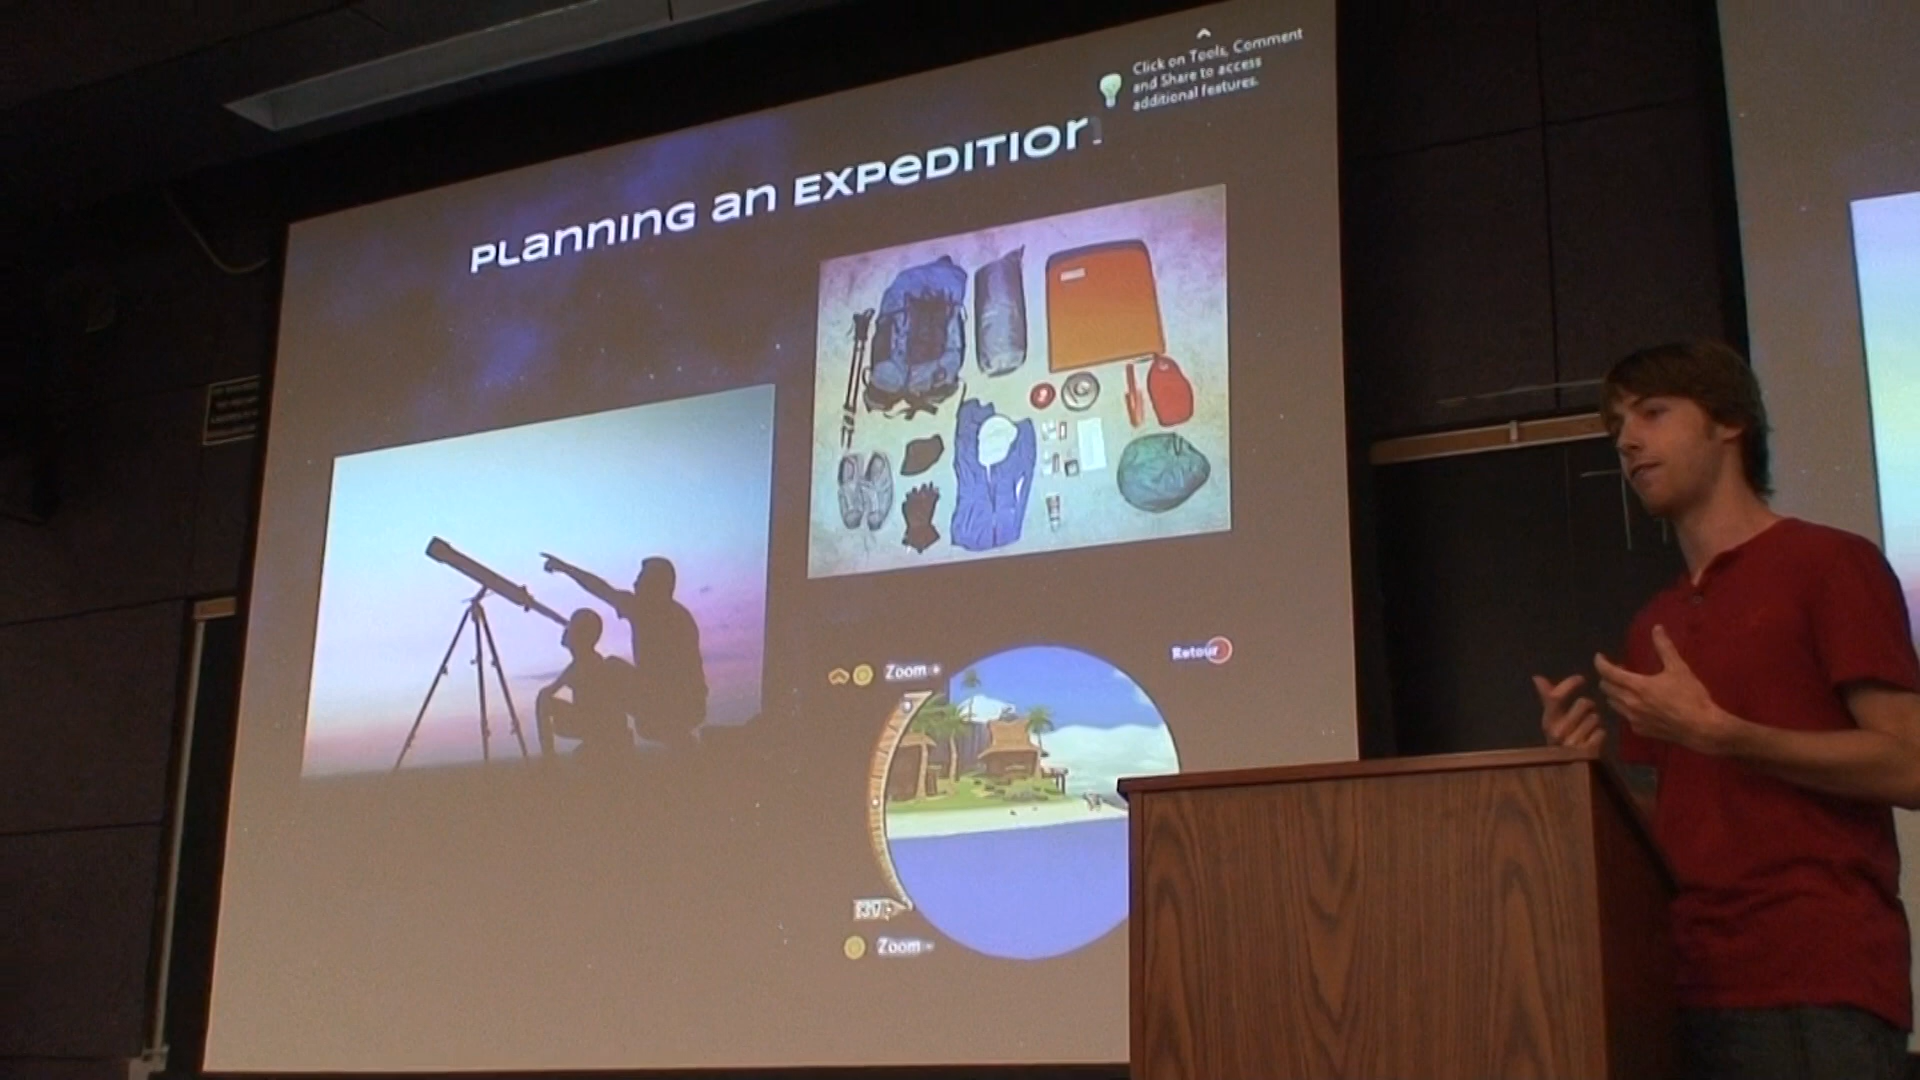 Click on Tools, Comment
and Share to access
additional features.
Planning an Expedition
Retour
Zoom +
Zoom -